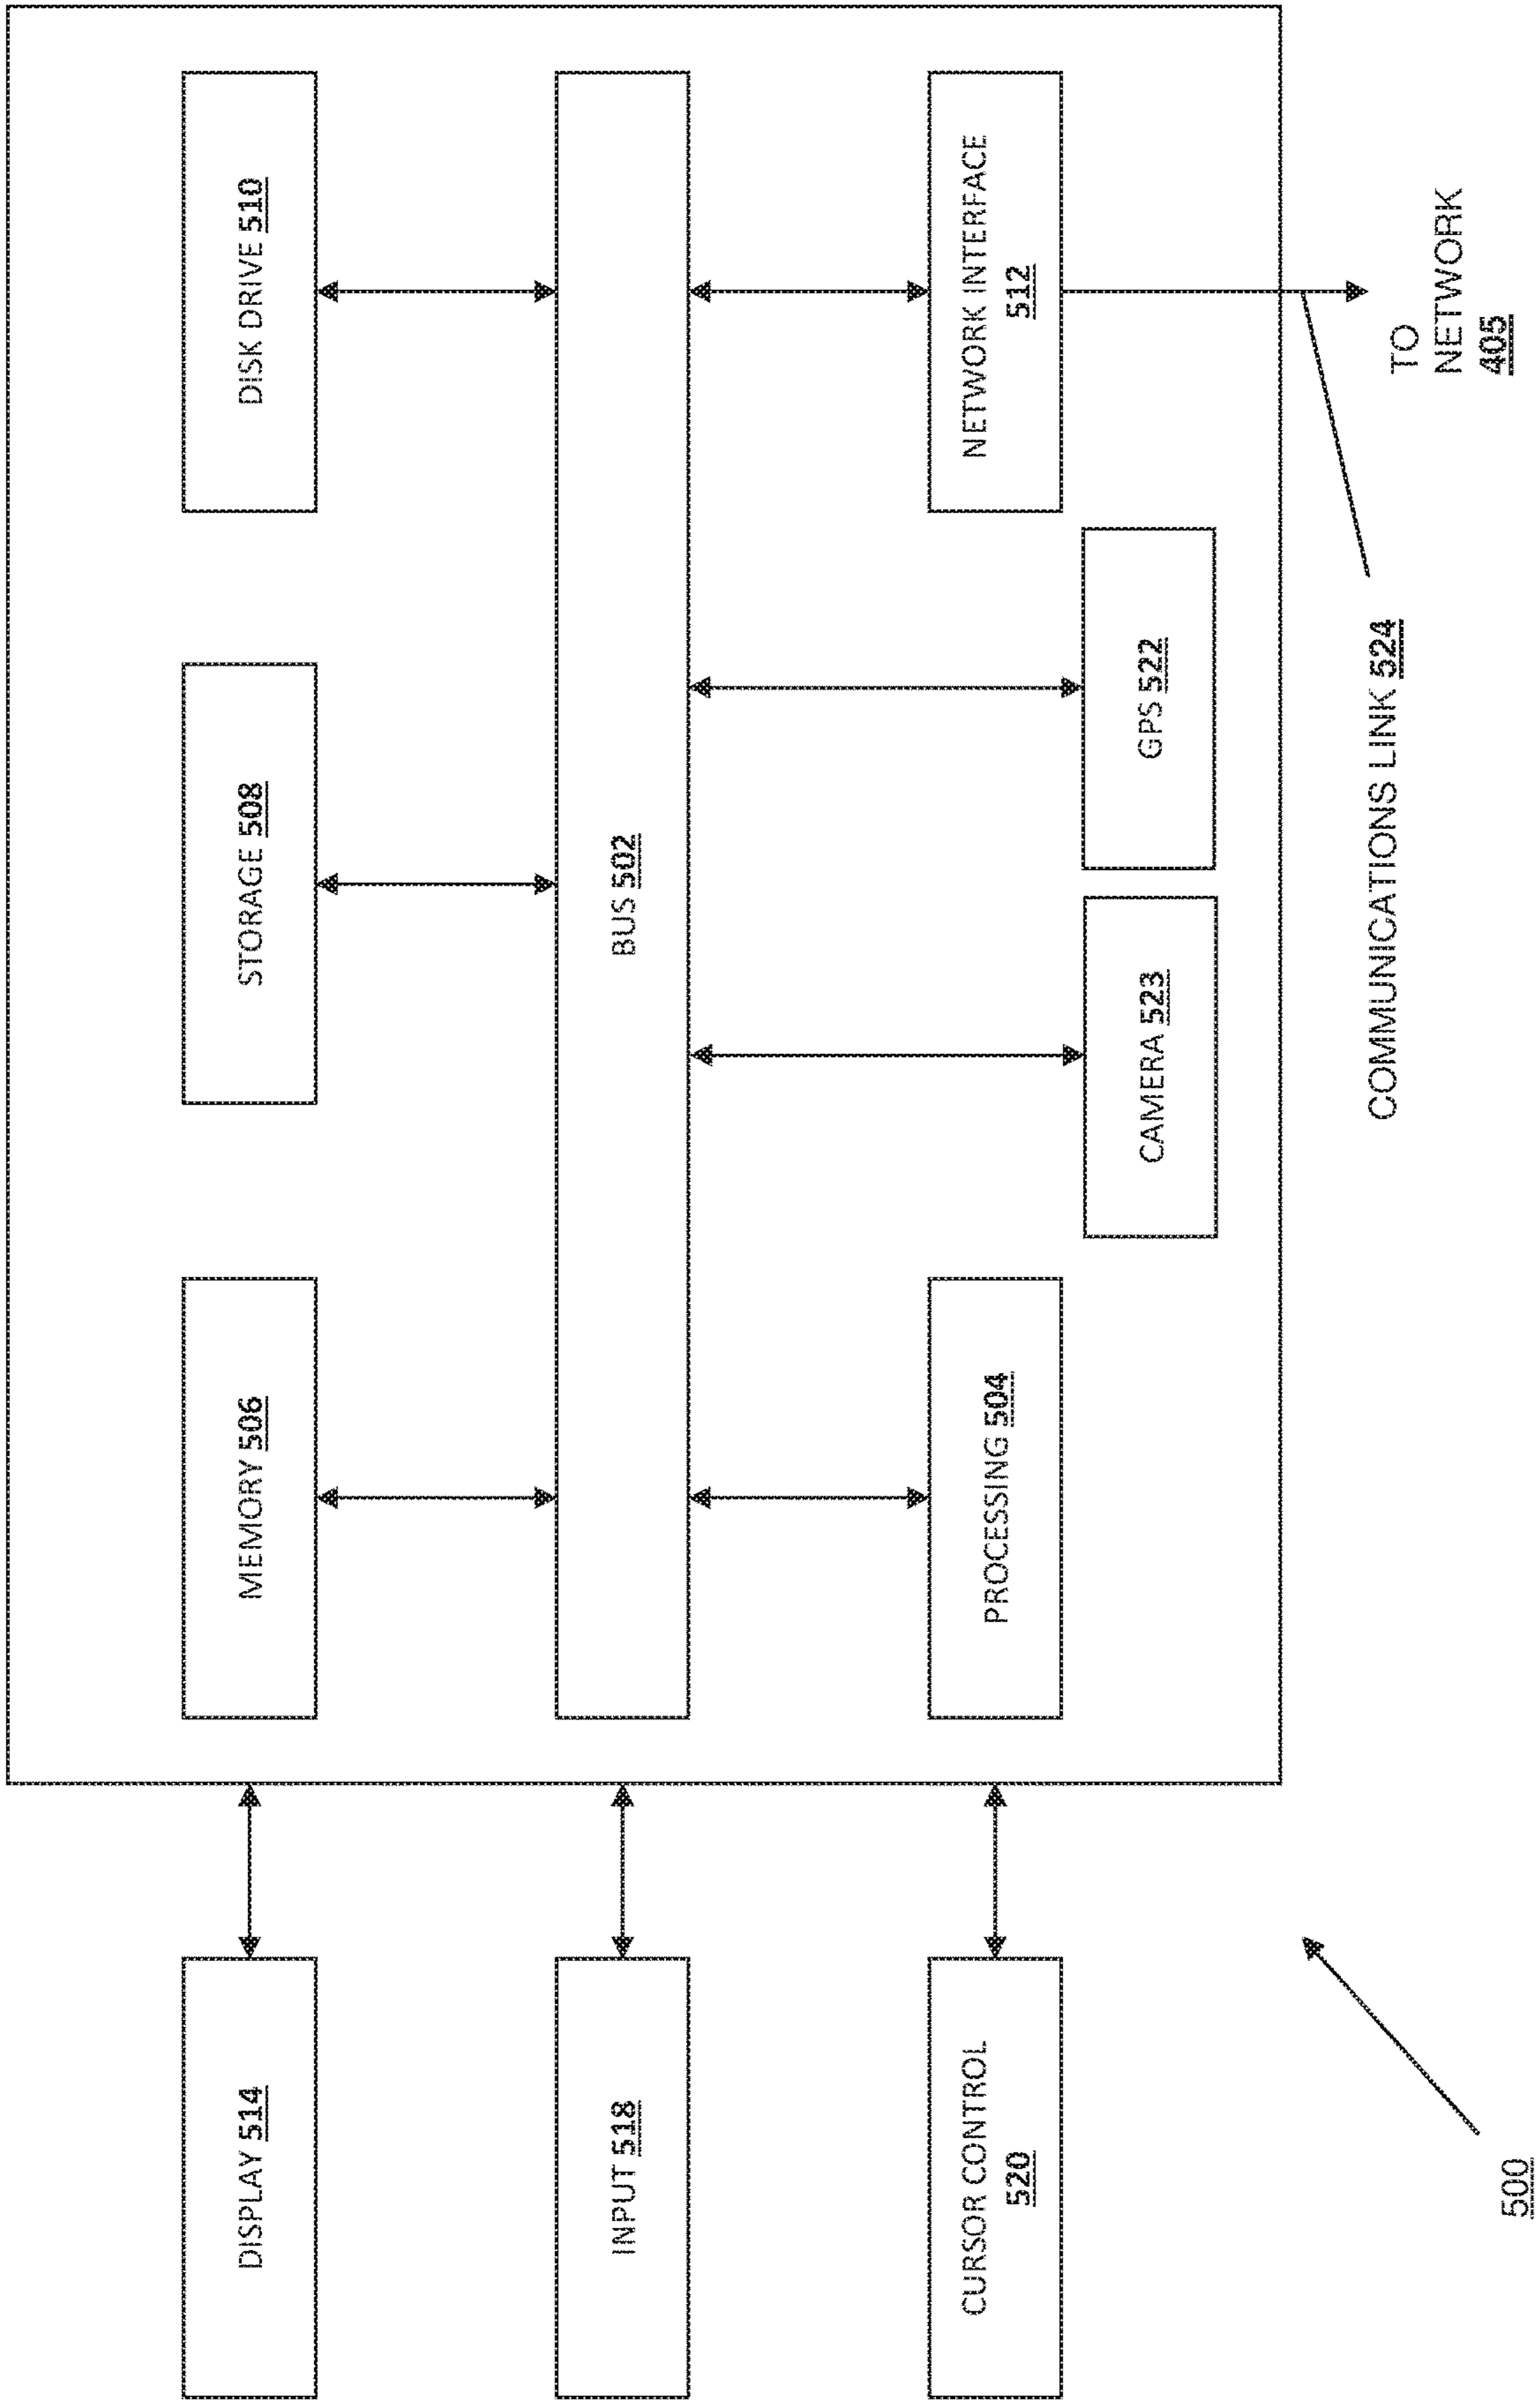 DISPLAY 514
MEMORY 506
STORAGE 508
DISK DRIVE 510
INPUT 518
BUS 502
CURSOR CONTROL
520
PROCESSING 504
CAMERA 523
GPS 522
NETWORK INTERFACE
512
COMMUNICATIONS LINK 524
TO
NETWORK
405
500